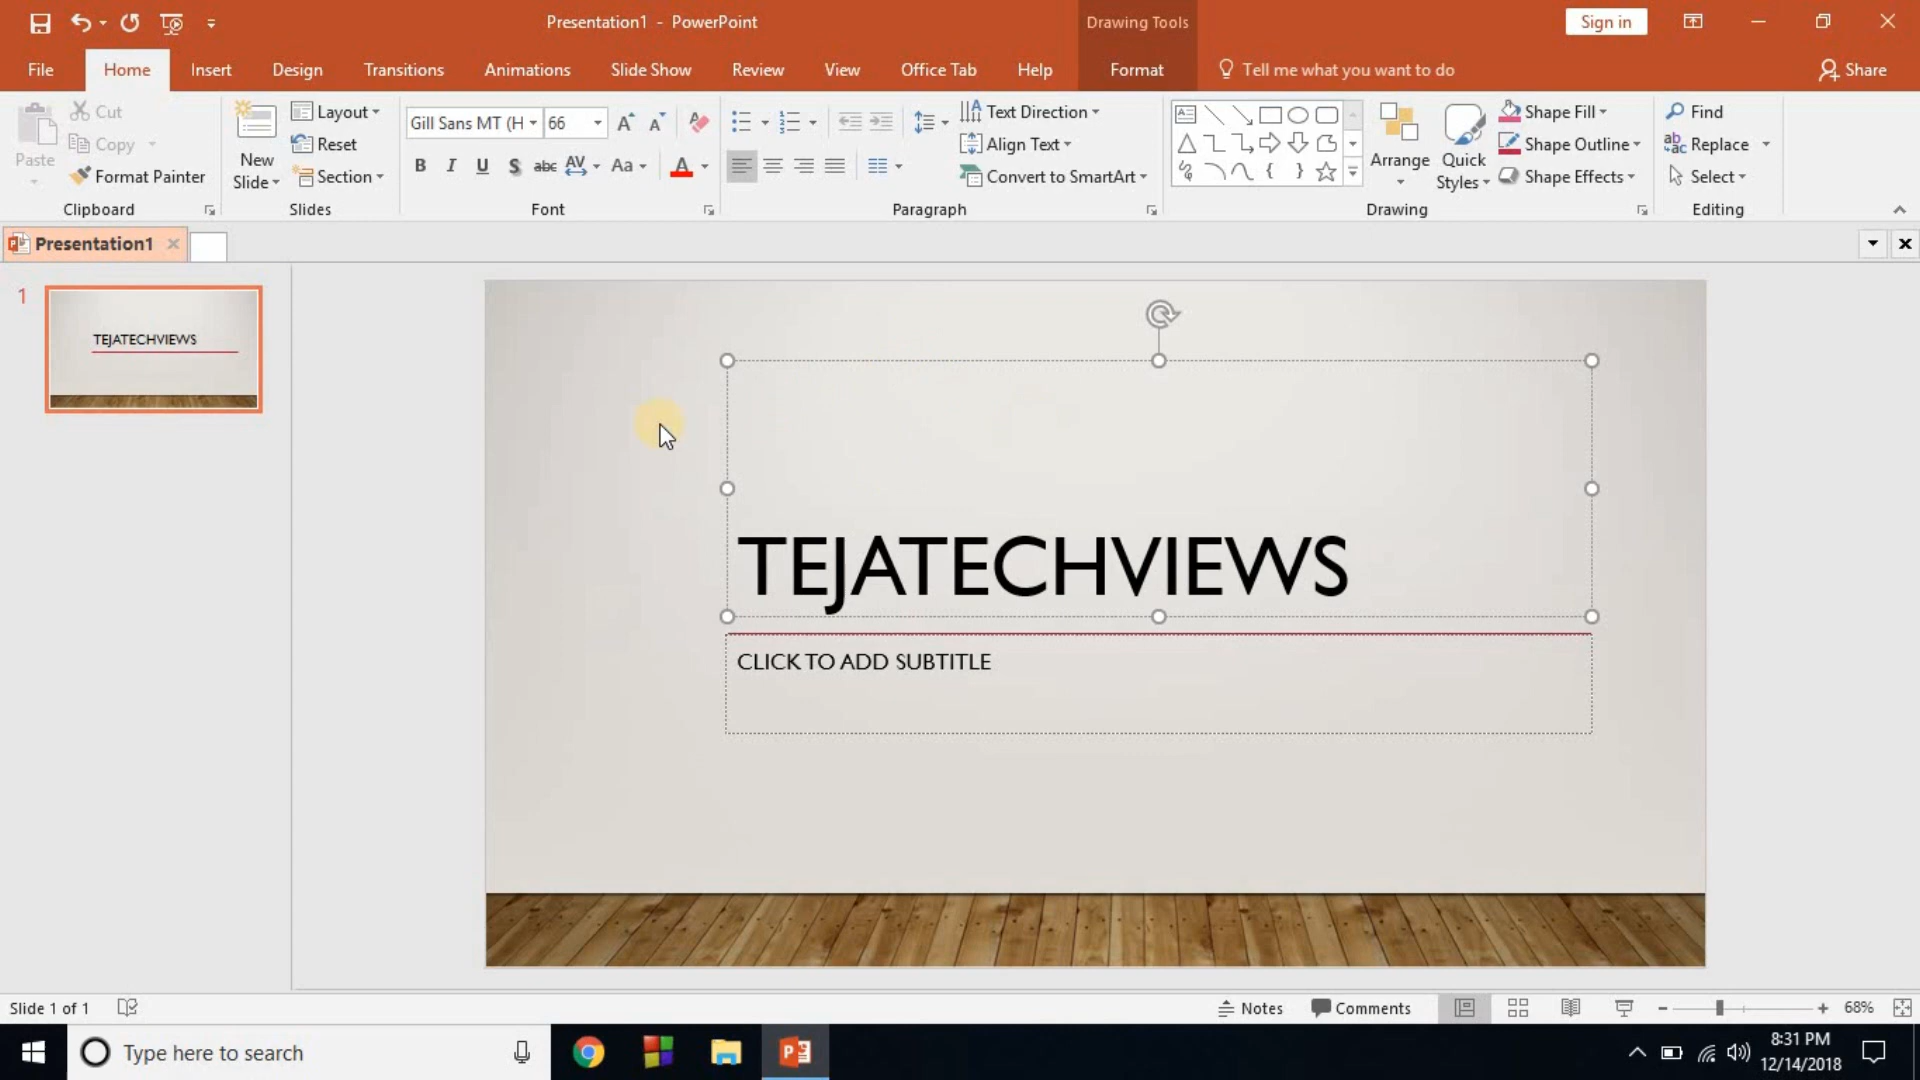 Presentation1 - PowerPoint
Drawing Tools
Sign in
File Home Insert Design Transitions Animations Slide Show Review View Office Tab Help Format Tell me what you want to do Share
Paste
Cut
Copy
Format Painter
Clipboard
New Slide
Layout
Reset
Section
Slides
Gill Sans MT (H 66
B I U S abc AV Aa A
Font
Text Direction
Align Text
Convert to SmartArt
Paragraph
Arrange
Quick Styles
Shape Fill
Shape Outline
Shape Effects
Drawing
Find
Replace
Select
Editing
Presentation1
1
TEJATECHVIEWS
TEJATECHVIEWS
CLICK TO ADD SUBTITLE
Slide 1 of 1 Notes Comments 68%
Type here to search
8:31 PM
12/14/2018